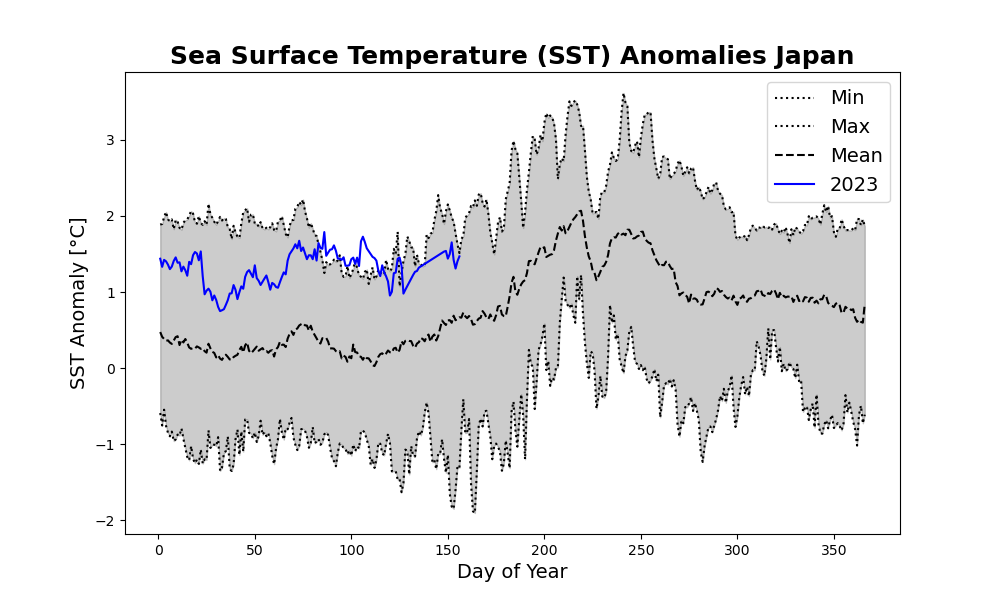 Sea Surface Temperature (SST) Anomalies Japan
Min
Max
Mean
2023
SST Anomaly [°C]
3
2
1
0
−1
−2
0 50 100 150 200 250 300 350
Day of Year